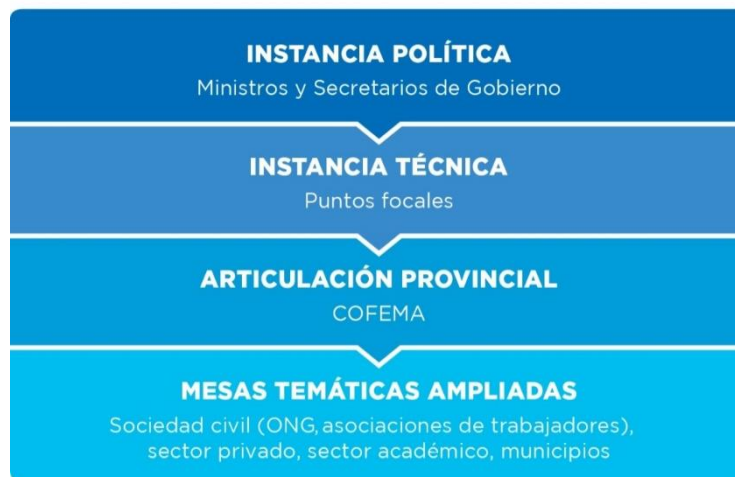 INSTANCIA POLÍTICA
Ministros y Secretarios de Gobierno
INSTANCIA TÉCNICA
Puntos focales
ARTICULACIÓN PROVINCIAL
COFEMA
MESAS TEMÁTICAS AMPLIADAS
Sociedad civil (ONG, asociaciones de trabajadores),
sector privado, sector académico, municipios